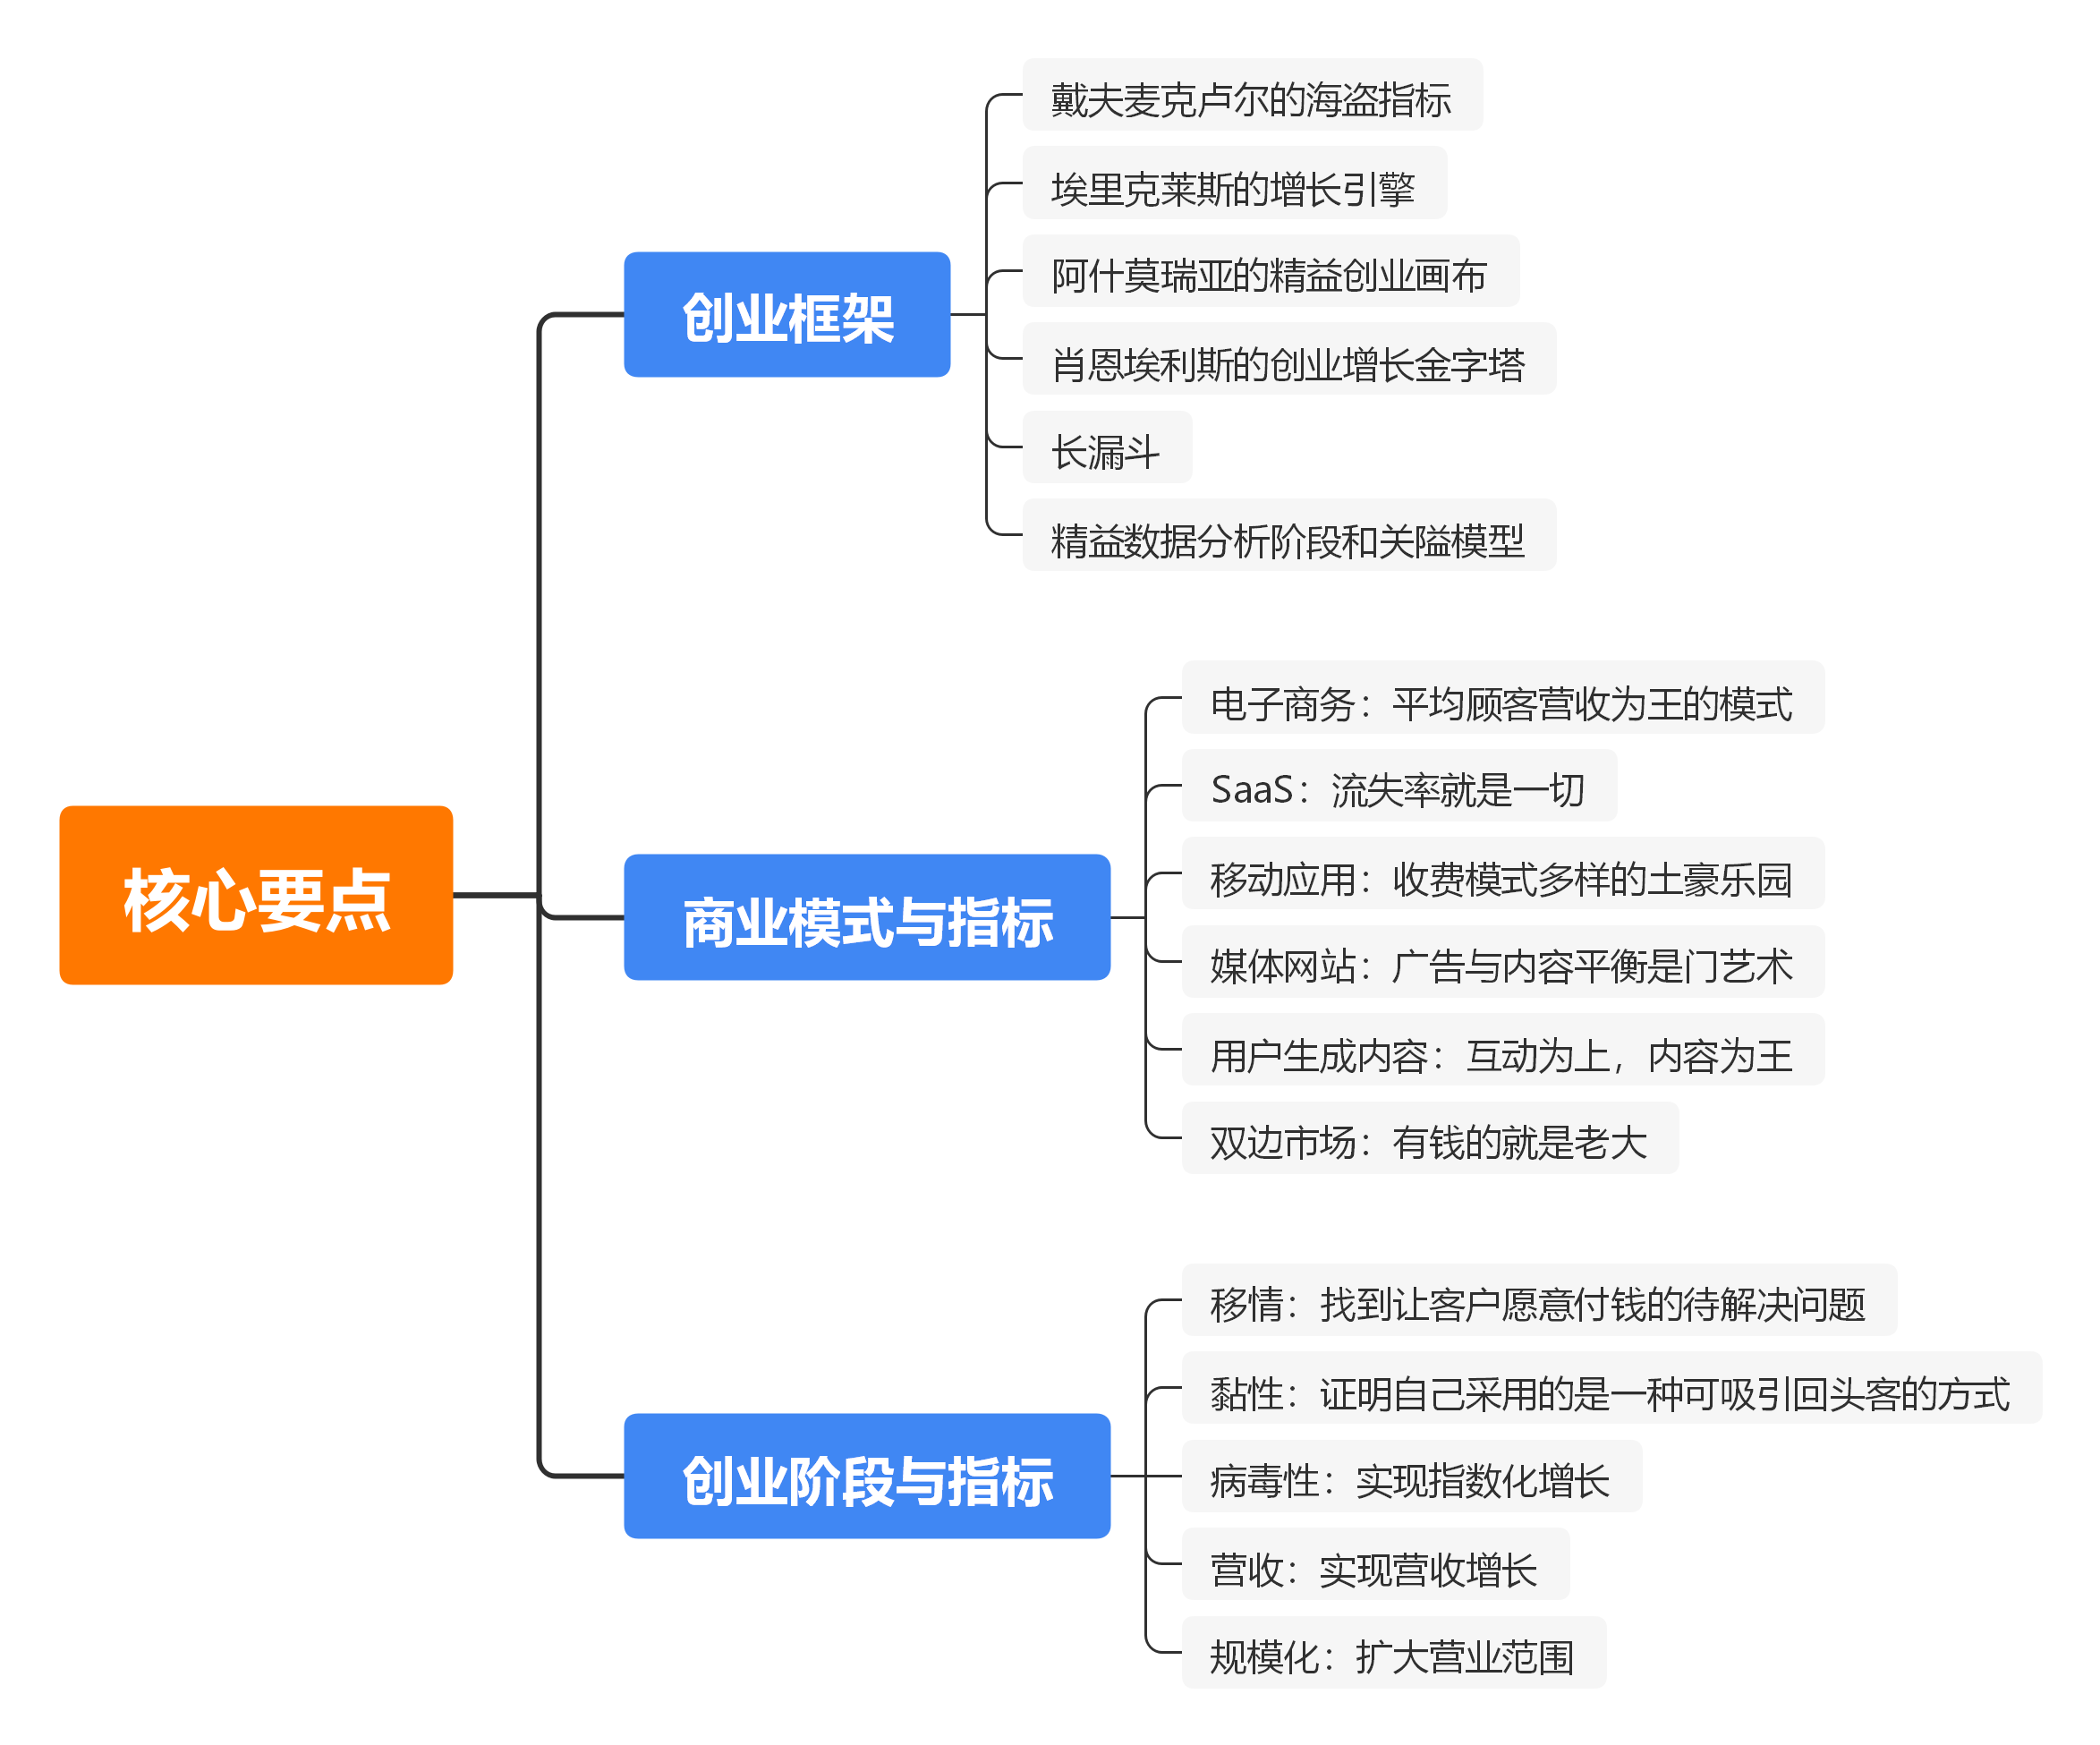 核心要点
创业框架
戴夫麦克卢尔的海盗指标
埃里克莱斯的增长引擎
阿什莫瑞亚的精益创业画布
肖恩埃利斯的创业增长金字塔
长漏斗
精益数据分析阶段和关隘模型
商业模式与指标
电子商务：平均顾客营收为王的模式
SaaS：流失率就是一切
移动应用：收费模式多样的土豪乐园
媒体网站：广告与内容平衡是门艺术
用户生成内容：互动为上，内容为王
双边市场：有钱的就是老大
创业阶段与指标
移情：找到让客户愿意付钱的待解决问题
黏性：证明自己采用的是一种可吸引回头客的方式
病毒性：实现指数化增长
营收：实现营收增长
规模化：扩大营业范围